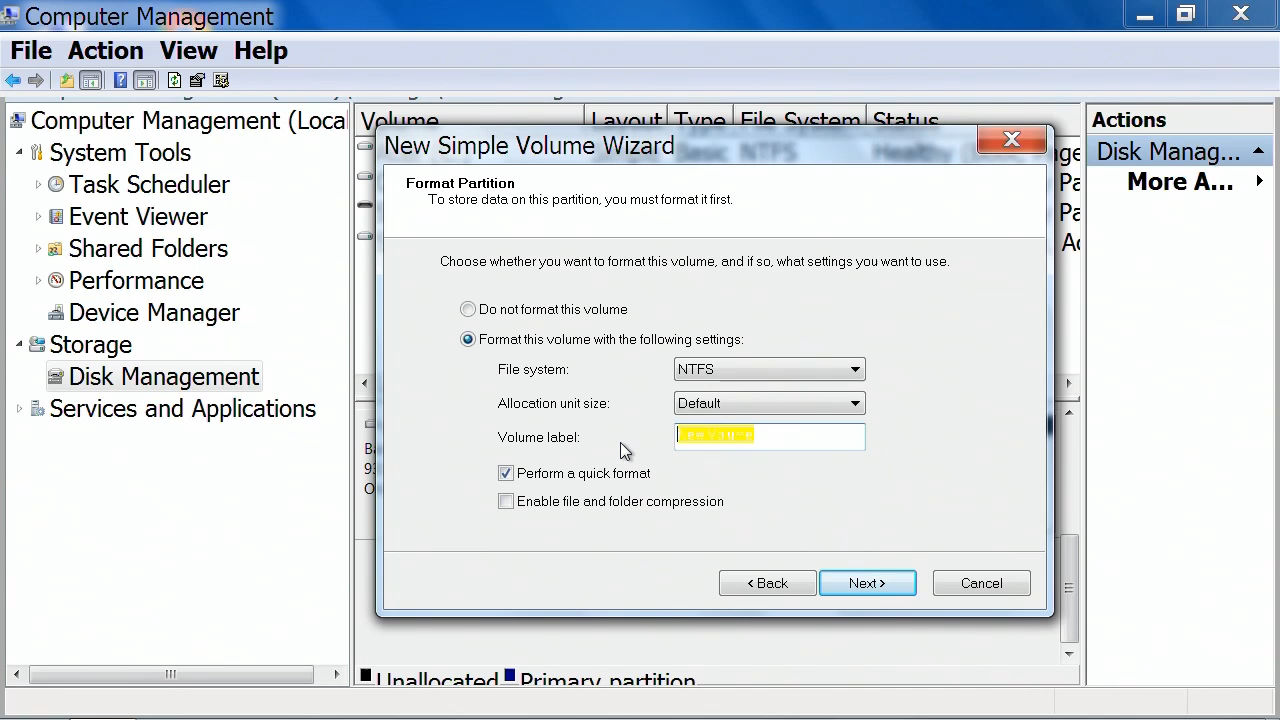 Computer Management
File Action View Help
Computer Management (Local
System Tools
Task Scheduler
Event Viewer
Shared Folders
Performance
Device Manager
Storage
Disk Management
Services and Applications
Volume Layout Type File System Status
Basic NTFS Healthy
New Simple Volume Wizard
Format Partition
To store data on this partition, you must format it first.
Choose whether you want to format this volume, and if so, what settings you want to use.
Do not format this volume
Format this volume with the following settings:
File system: NTFS
Allocation unit size: Default
Volume label:
Perform a quick format
Enable file and folder compression
< Back Next > Cancel
Unallocated Primary partition
Actions
Disk Manag...
More A...